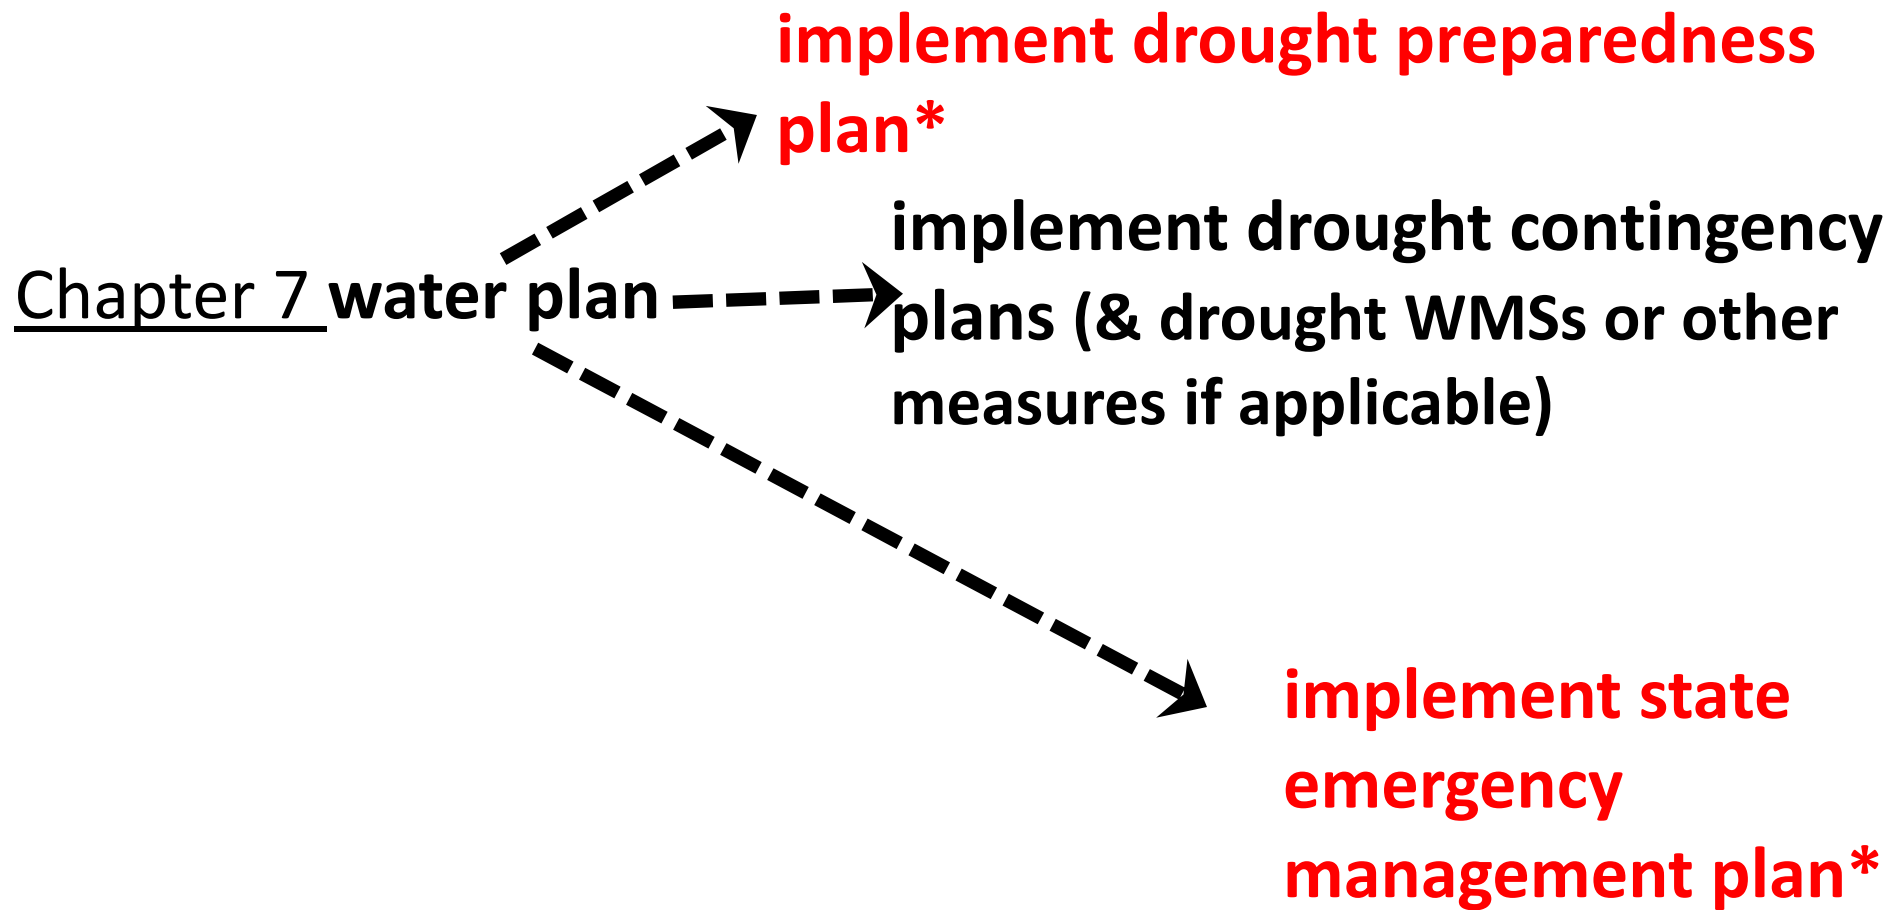 implement drought preparedness
plan*
implement drought contingency
Chapter 7 water plan
plans (& drought WMSs or other
measures if applicable)
implement state
emergency
management plan*